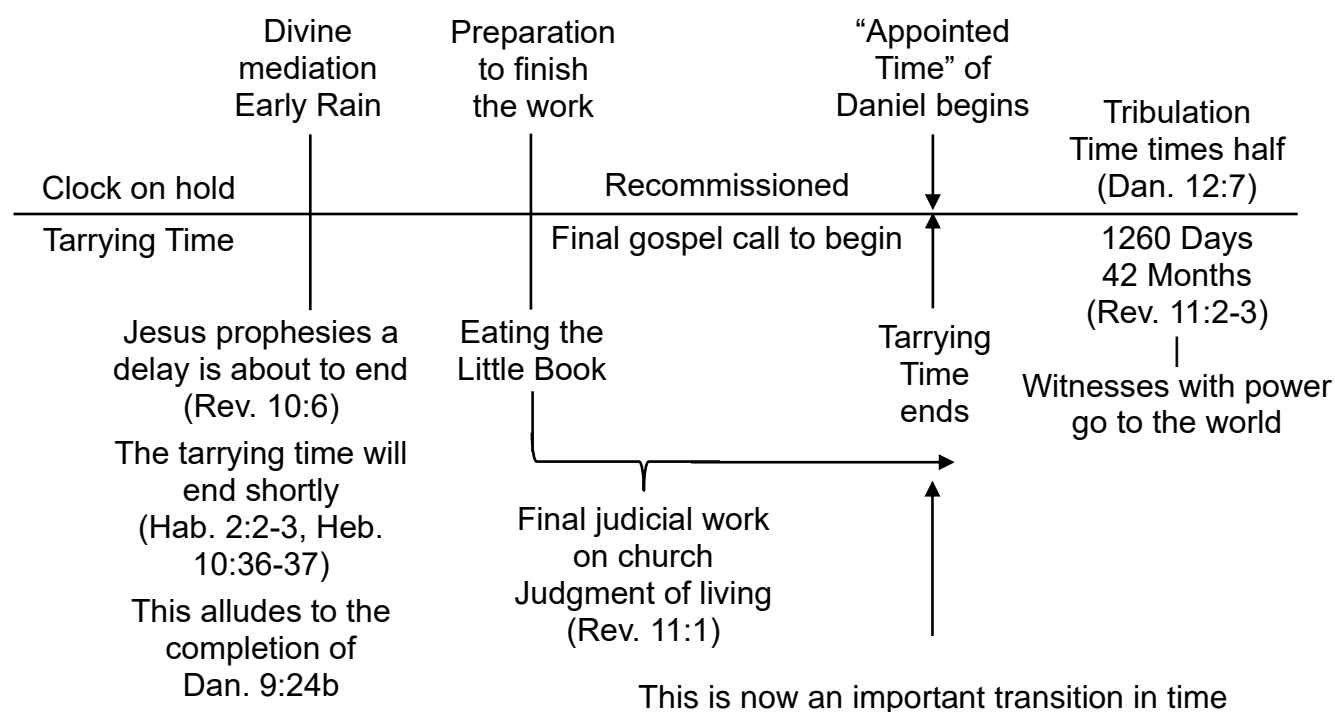 Divine
mediation
Early Rain
Preparation
to finish
the work
“Appointed
Time” of
Daniel begins
Tribulation
Time times half
(Dan. 12:7)
Clock on hold
Recommissioned
Tarrying Time
Final gospel call to begin
1260 Days
42 Months
(Rev. 11:2-3)
Jesus prophesies a
delay is about to end
(Rev. 10:6)
The tarrying time will
end shortly
(Hab. 2:2-3, Heb.
10:36-37)
This alludes to the
completion of
Dan. 9:24b
Eating the
Little Book
Tarrying
Time
ends
Witnesses with power
go to the world
Final judicial work
on church
Judgment of living
(Rev. 11:1)
This is now an important transition in time